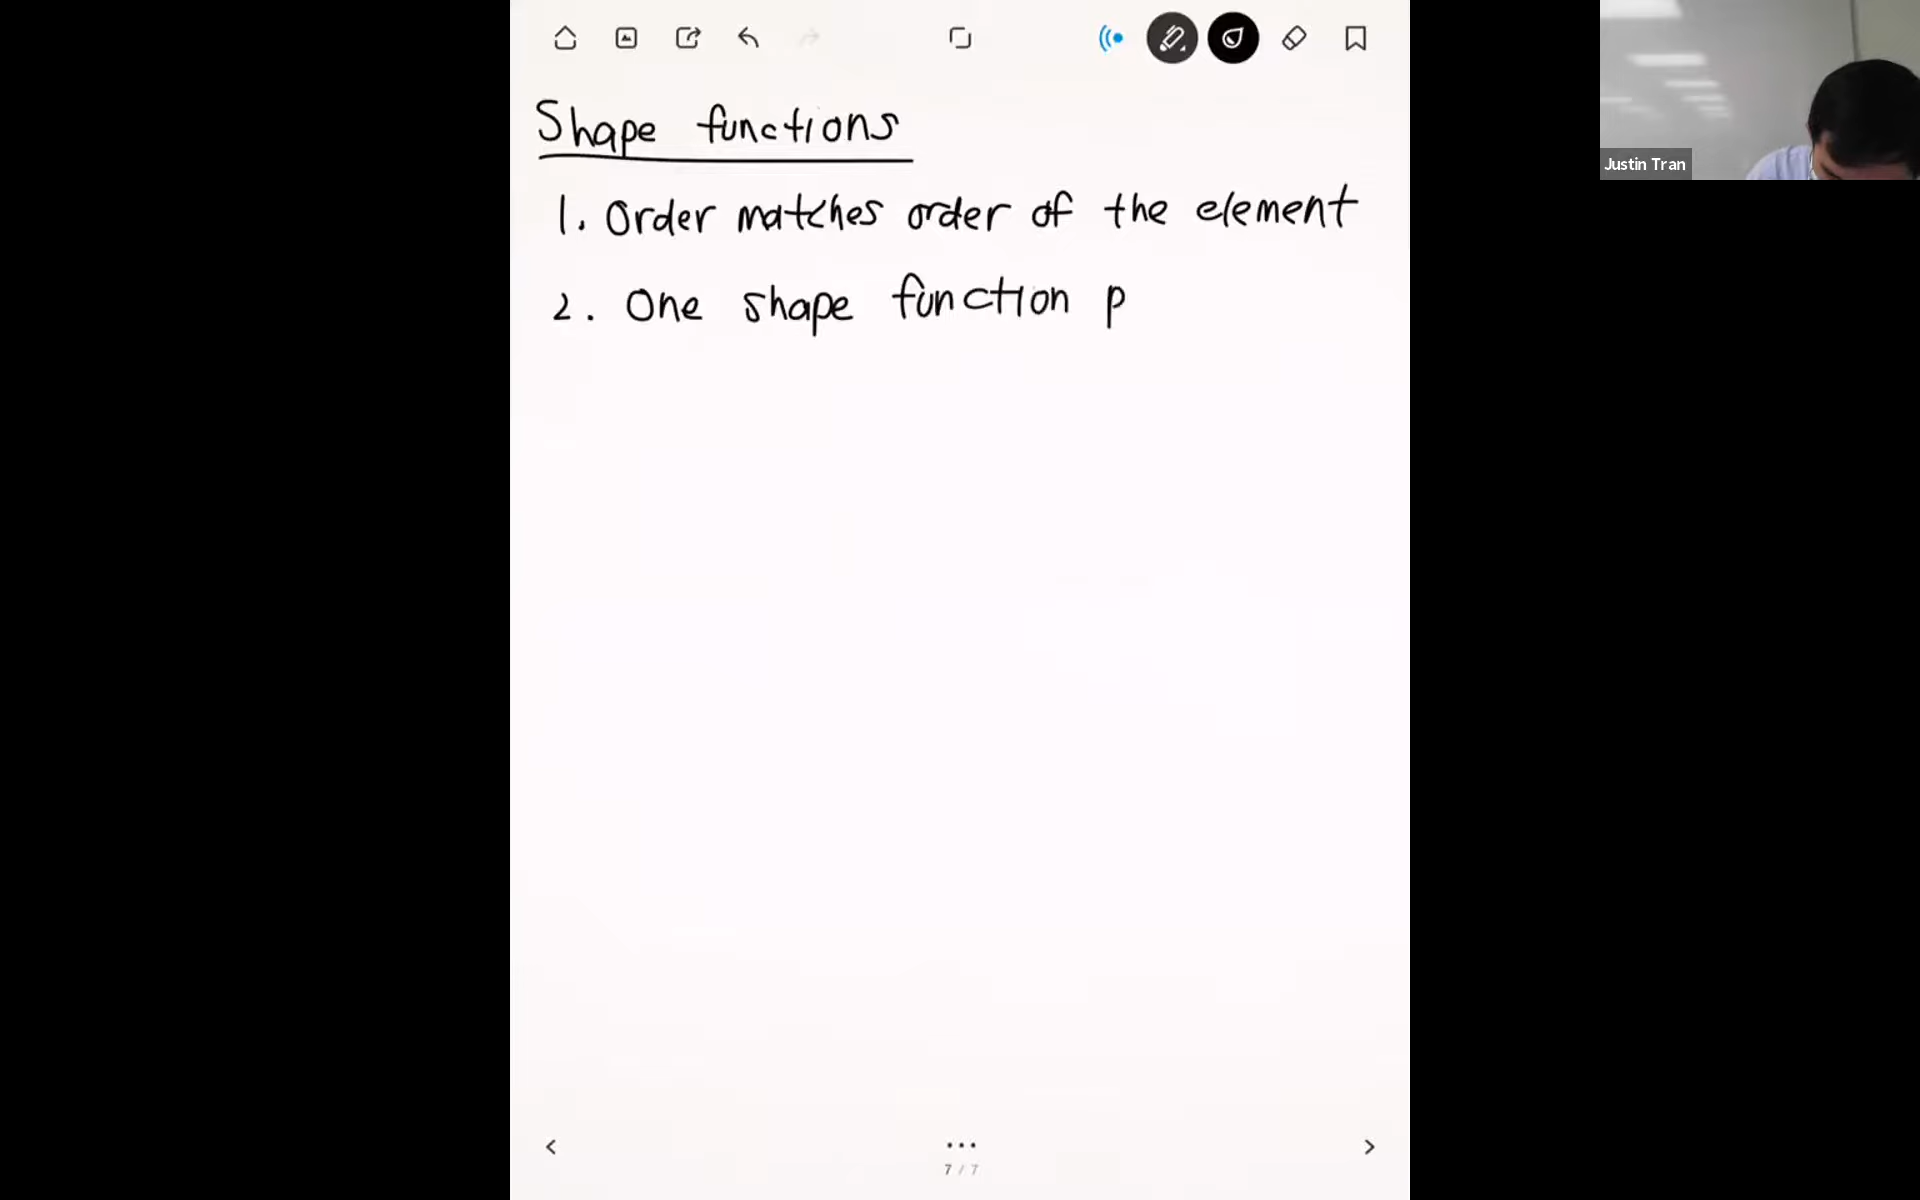 Shape functions
1. Order matches order of the element
2. One shape function p
Justin Tran
7 / 7